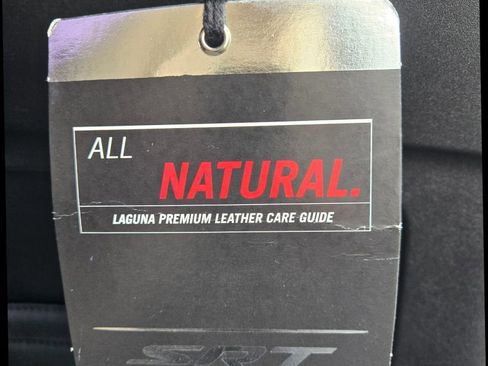 ALL
NATURAL.
LAGUNA PREMIUM LEATHER CARE GUIDE
SRT